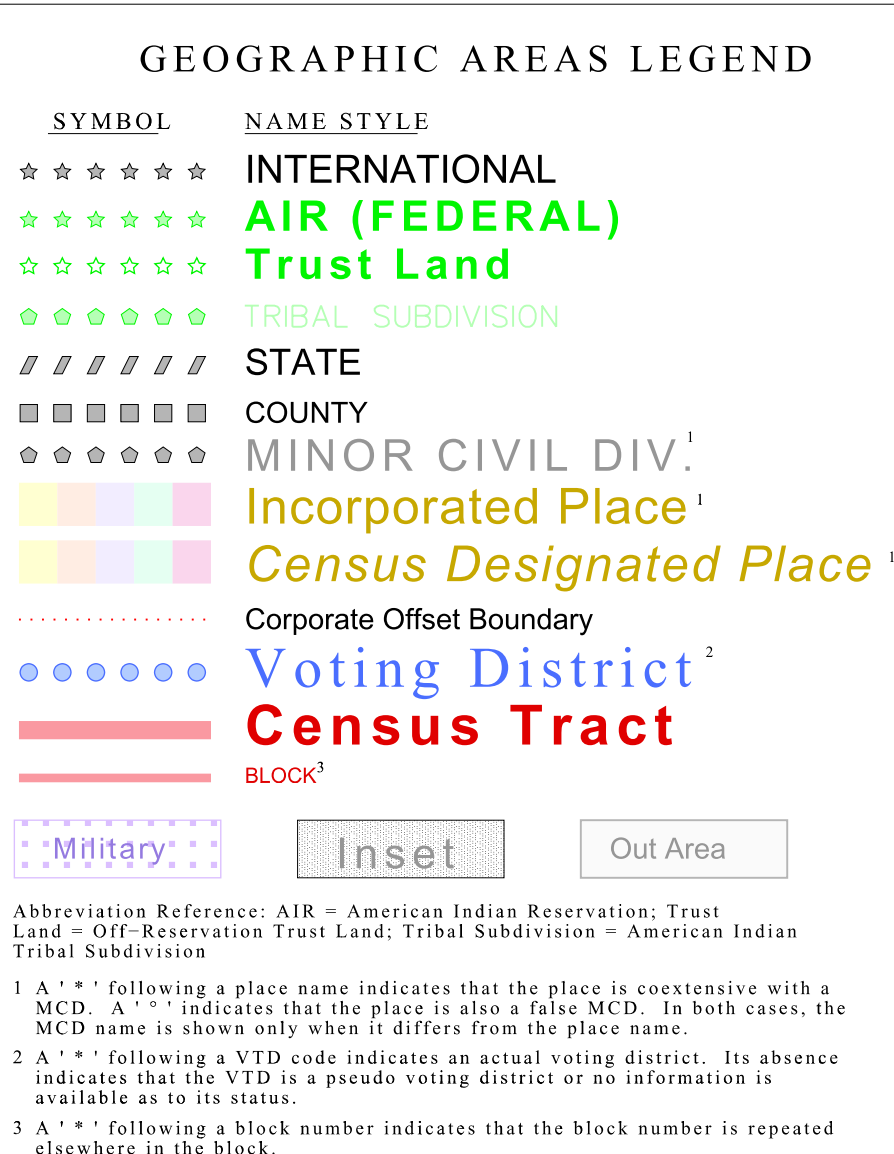 GEOGRAPHIC AREAS LEGEND
SYMBOL NAME STYLE
INTERNATIONAL
AIR (FEDERAL)
Trust Land
TRIBAL SUBDIVISION
STATE
COUNTY
MINOR CIVIL DIV. 1
Incorporated Place 1
Census Designated Place 1
Corporate Offset Boundary
Voting District 2
Census Tract
BLOCK3
Military Inset Out Area
Abbreviation Reference: AIR = American Indian Reservation; Trust
Land = Off−Reservation Trust Land; Tribal Subdivision = American Indian
Tribal Subdivision
1 A ' * ' following a place name indicates that the place is coextensive with a
MCD. A ' ° ' indicates that the place is also a false MCD. In both cases, the
MCD name is shown only when it differs from the place name.
2 A ' * ' following a VTD code indicates an actual voting district. Its absence
indicates that the VTD is a pseudo voting district or no information is
available as to its status.
3 A ' * ' following a block number indicates that the block number is repeated
elsewhere in the block.